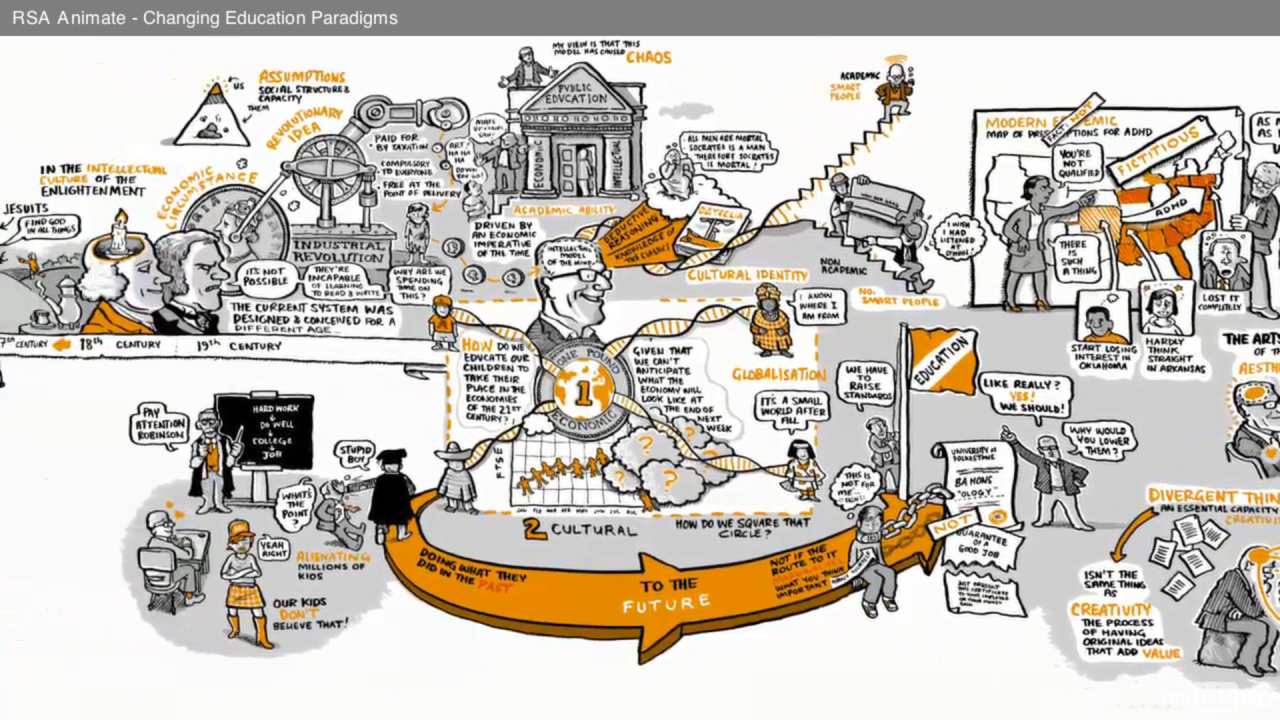 RSA Animate - Changing Education Paradigms
MY VIEW IS THAT THIS
MODEL HAS CAUSED CHAOS
US
THEM
ASSUMPTIONS
SOCIAL STRUCTURE &
CAPACITY
REVOLUTIONARY
IDEA
PAID FOR
BY TAXATION
COMPULSORY
TO EVERYONE
FREE AT THE
POINT OF DELIVERY
PUBLIC
EDUCATION
ECONOMIC
INTELLECTUAL
ACADEMIC ABILITY
ALL MEN ARE MORTAL
SOCRATES IS A MAN
THEREFORE SOCRATES
IS MORTAL!
ACADEMIC
SMART
PEOPLE
IN THE INTELLECTUAL
CULTURE OF THE
ENLIGHTENMENT
ECONOMIC
CIRCUMSTANCE
JESUITS
FIND GOD
IN ALL THINGS
INDUSTRIAL
REVOLUTION
IT'S NOT
POSSIBLE
THEY'RE
INCAPABLE
OF LEARNING
TO READ & WRITE
WHY ARE WE
SPENDING
TIME ON
THIS?
THE CURRENT SYSTEM WAS
DESIGNED & CONCEIVED FOR A
DIFFERENT AGE...
CENTURY
18th CENTURY
19th CENTURY
DRIVEN BY
AN ECONOMIC
IMPERATIVE
OF THE TIME
INTELLECTUAL
MODEL
OF THE MIND
DEDUCTIVE
REASONING
KNOWLEDGE OF
THE CLASSICS
CULTURAL IDENTITY
I KNOW
WHERE I
AM FROM
NON
ACADEMIC
NON SMART PEOPLE
I WISH
I HAD
LISTENED
AT
SCHOOL!
MODERN EPIDEMIC
MAP OF PRESCRIPTIONS FOR ADHD
FACT: NOT
FICTITIOUS
YOU'RE
NOT
QUALIFIED
THERE
IS
SUCH
A THING
ADHD
LOST IT
COMPLETELY
START LOSING
INTEREST IN
OKLAHOMA
HARDLY
THINK
STRAIGHT
IN ARKANSAS
HOW DO WE
EDUCATE OUR
CHILDREN TO
TAKE THEIR
PLACE IN THE
ECONOMIES
OF THE 21ST
CENTURY?
ONE POUND
1
ECONOMIC
GIVEN THAT
WE CAN'T
ANTICIPATE
WHAT THE
ECONOMY WILL
LOOK LIKE AT
THE END OF
NEXT
WEEK
FTSE
GLOBALISATION
IT'S A SMALL
WORLD AFTER
ALL
2 CULTURAL
HOW DO WE SQUARE THAT
CIRCLE?
WE HAVE
TO
RAISE
STANDARDS
EDUCATION
LIKE REALLY?
YES!
WE SHOULD!
WHY WOULD
YOU LOWER
THEM?
THE ARTS
OF T
AESTHE
PAY
ATTENTION
ROBINSON
HARD WORK
DO WELL
COLLEGE
JOB
STUPID
BOY
WHAT'S
THE
POINT?
YEAH
RIGHT
ALIENATING
MILLIONS OF
KIDS
OUR KIDS
DON'T
BELIEVE THAT!
DOING WHAT THEY
DID IN THE PAST
TO THE
FUTURE
NOT IF THE
ROUTE TO IT
WHAT YOU THINK
IMPORTANT
THIS IS
NOT FOR
ME...
UNIVERSITY OF
BA HONS
"OLOGY"
NOT
GUARANTEE
OF A
GOOD JOB
DIVERGENT THIN
AN ESSENTIAL CAPACITY
ISN'T THE
SAME THING
AS
CREATIVITY
THE PROCESS
OF HAVING
ORIGINAL IDEAS
THAT ADD VALUE